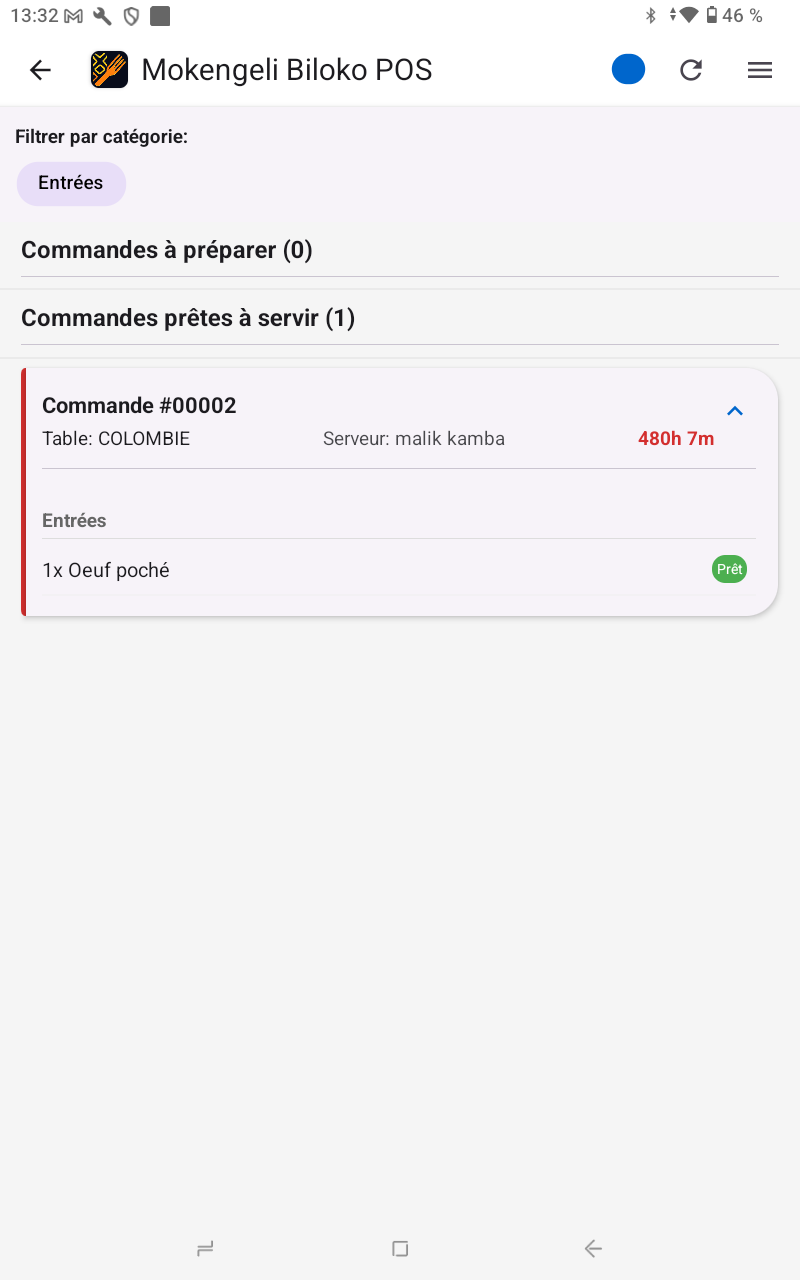 13:32
46 %
Mokengeli Biloko POS
Filtrer par catégorie:
Entrées
Commandes à préparer (0)
Commandes prêtes à servir (1)
Commande #00002
Table: COLOMBIE Serveur: malik kamba 480h 7m
Entrées
1x Oeuf poché Prêt